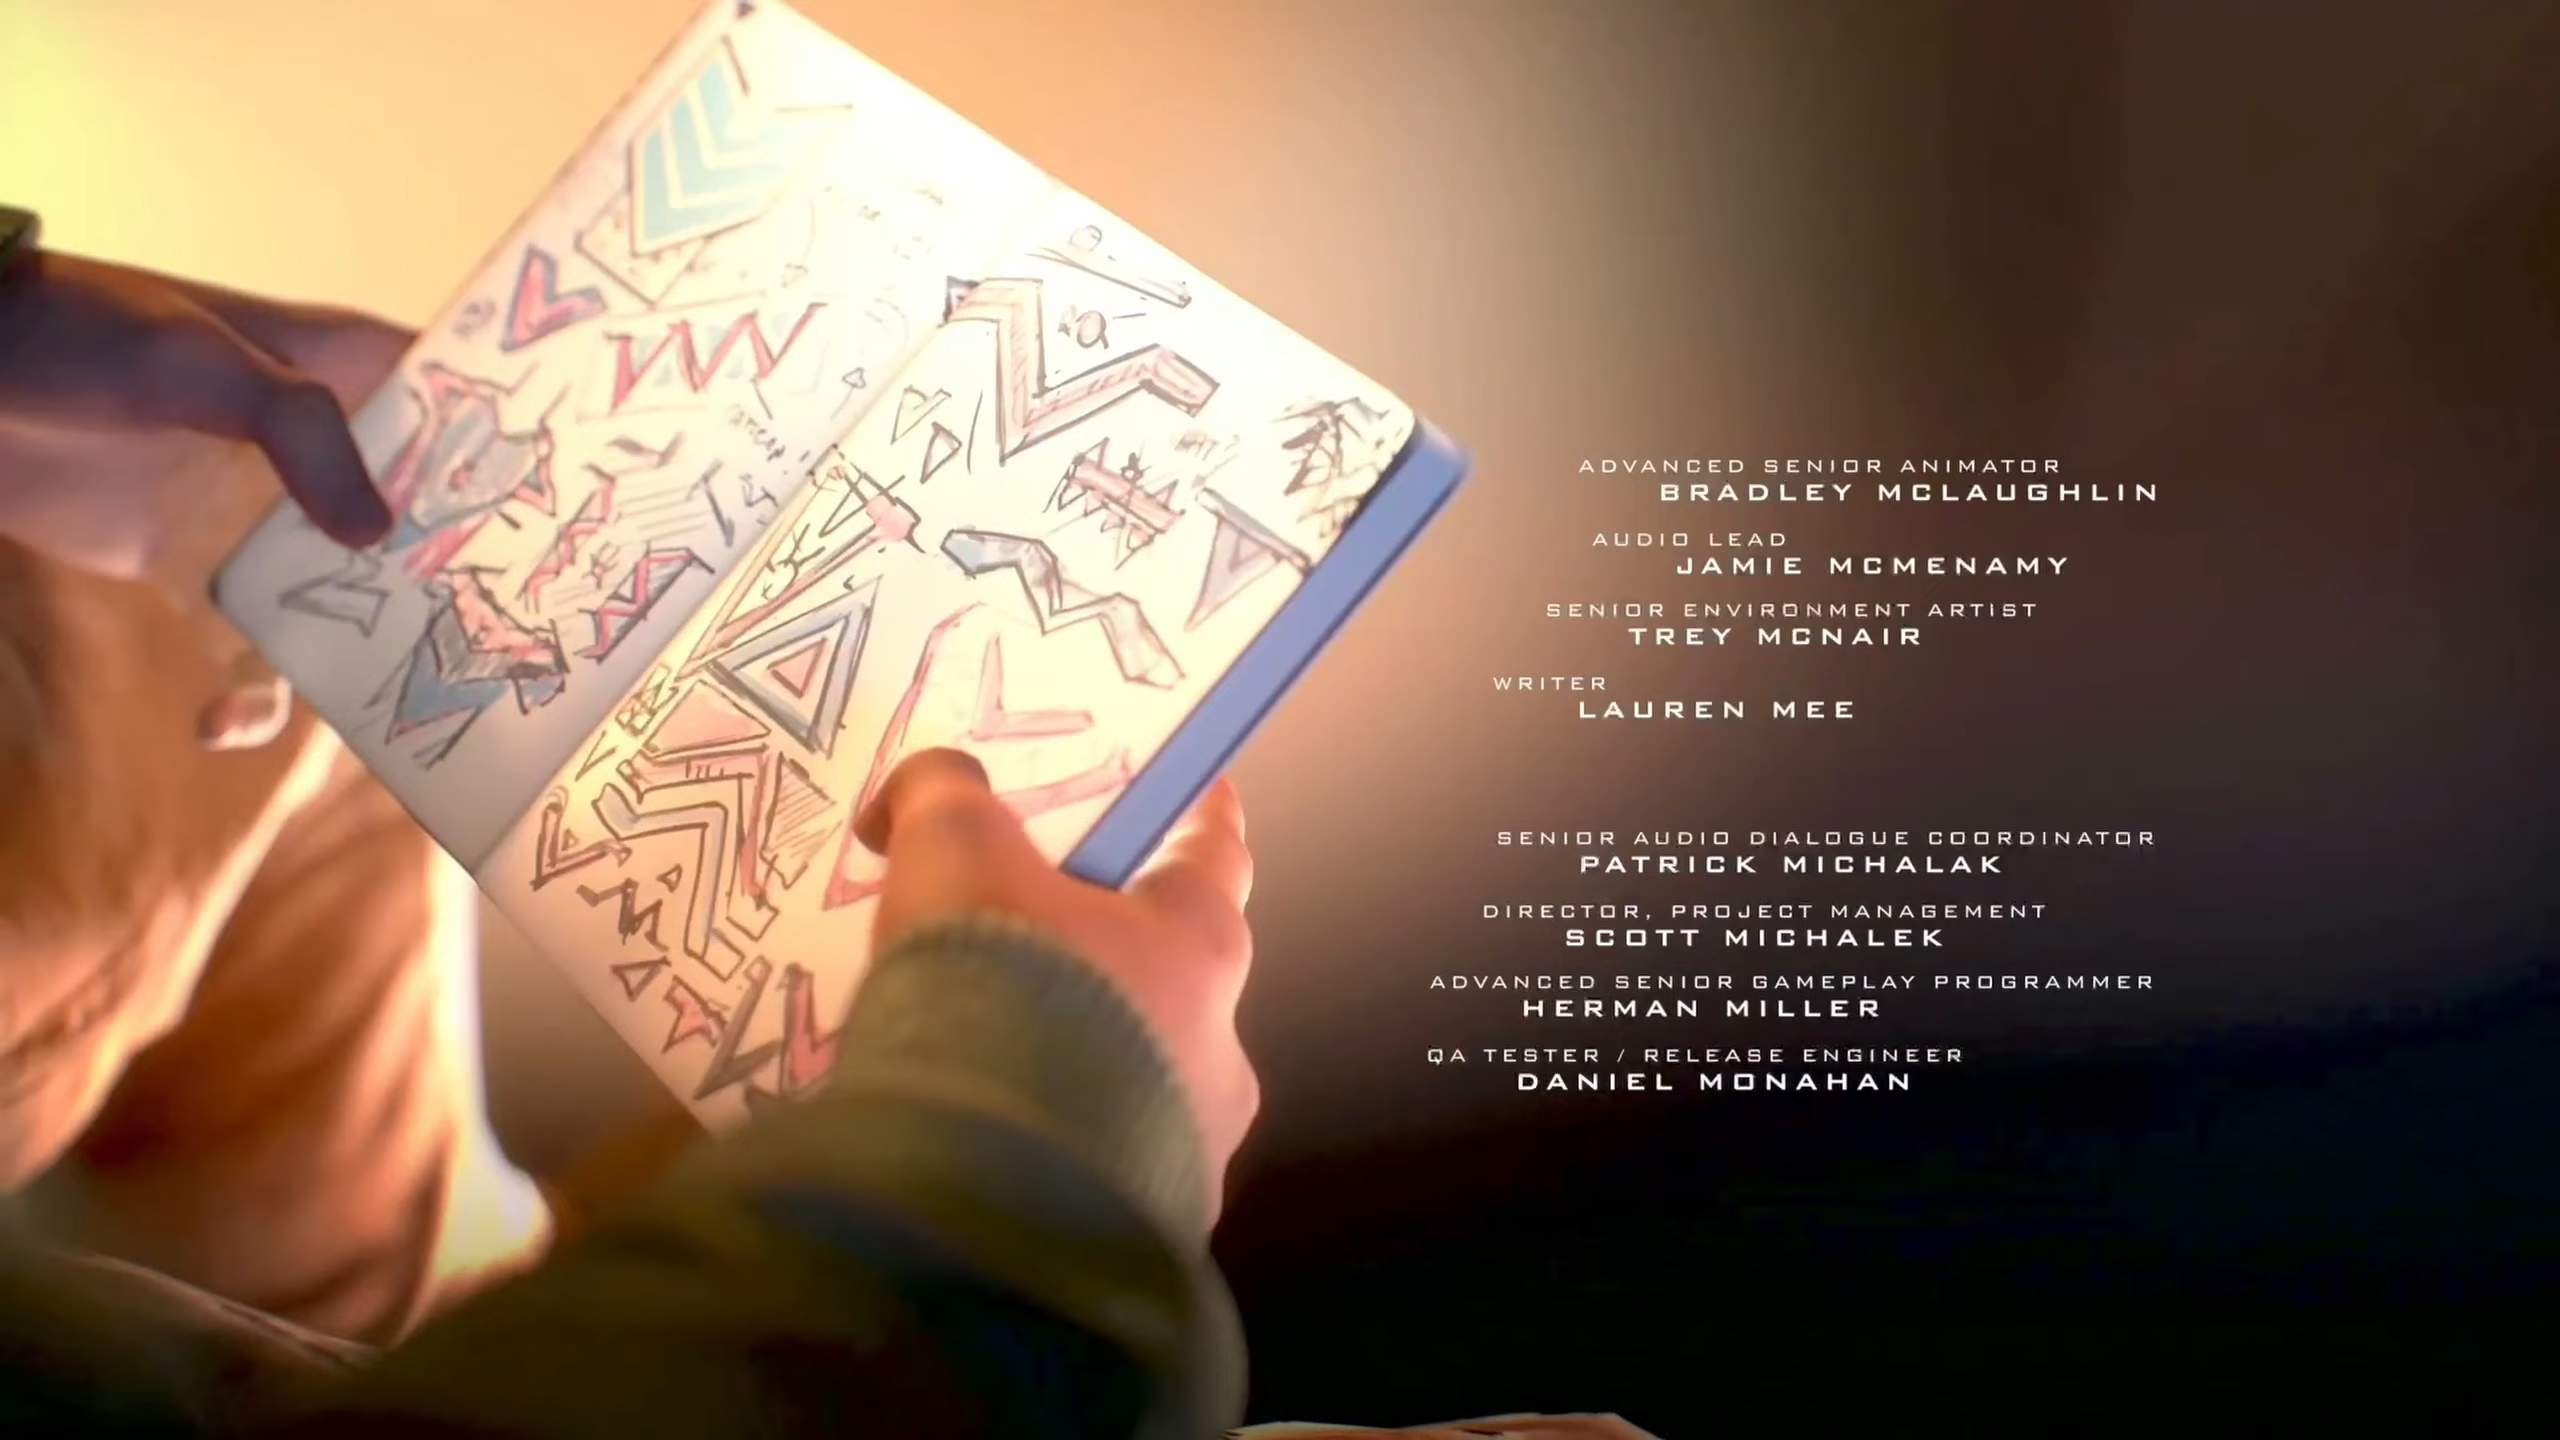 ADVANCED SENIOR ANIMATOR
BRADLEY MCLAUGHLIN
AUDIO LEAD
JAMIE MCMENAMY
SENIOR ENVIRONMENT ARTIST
TREY MCNAIR
WRITER
LAUREN MEE
SENIOR AUDIO DIALOGUE COORDINATOR
PATRICK MICHALAK
DIRECTOR, PROJECT MANAGEMENT
SCOTT MICHALEK
ADVANCED SENIOR GAMEPLAY PROGRAMMER
HERMAN MILLER
QA TESTER / RELEASE ENGINEER
DANIEL MONAHAN